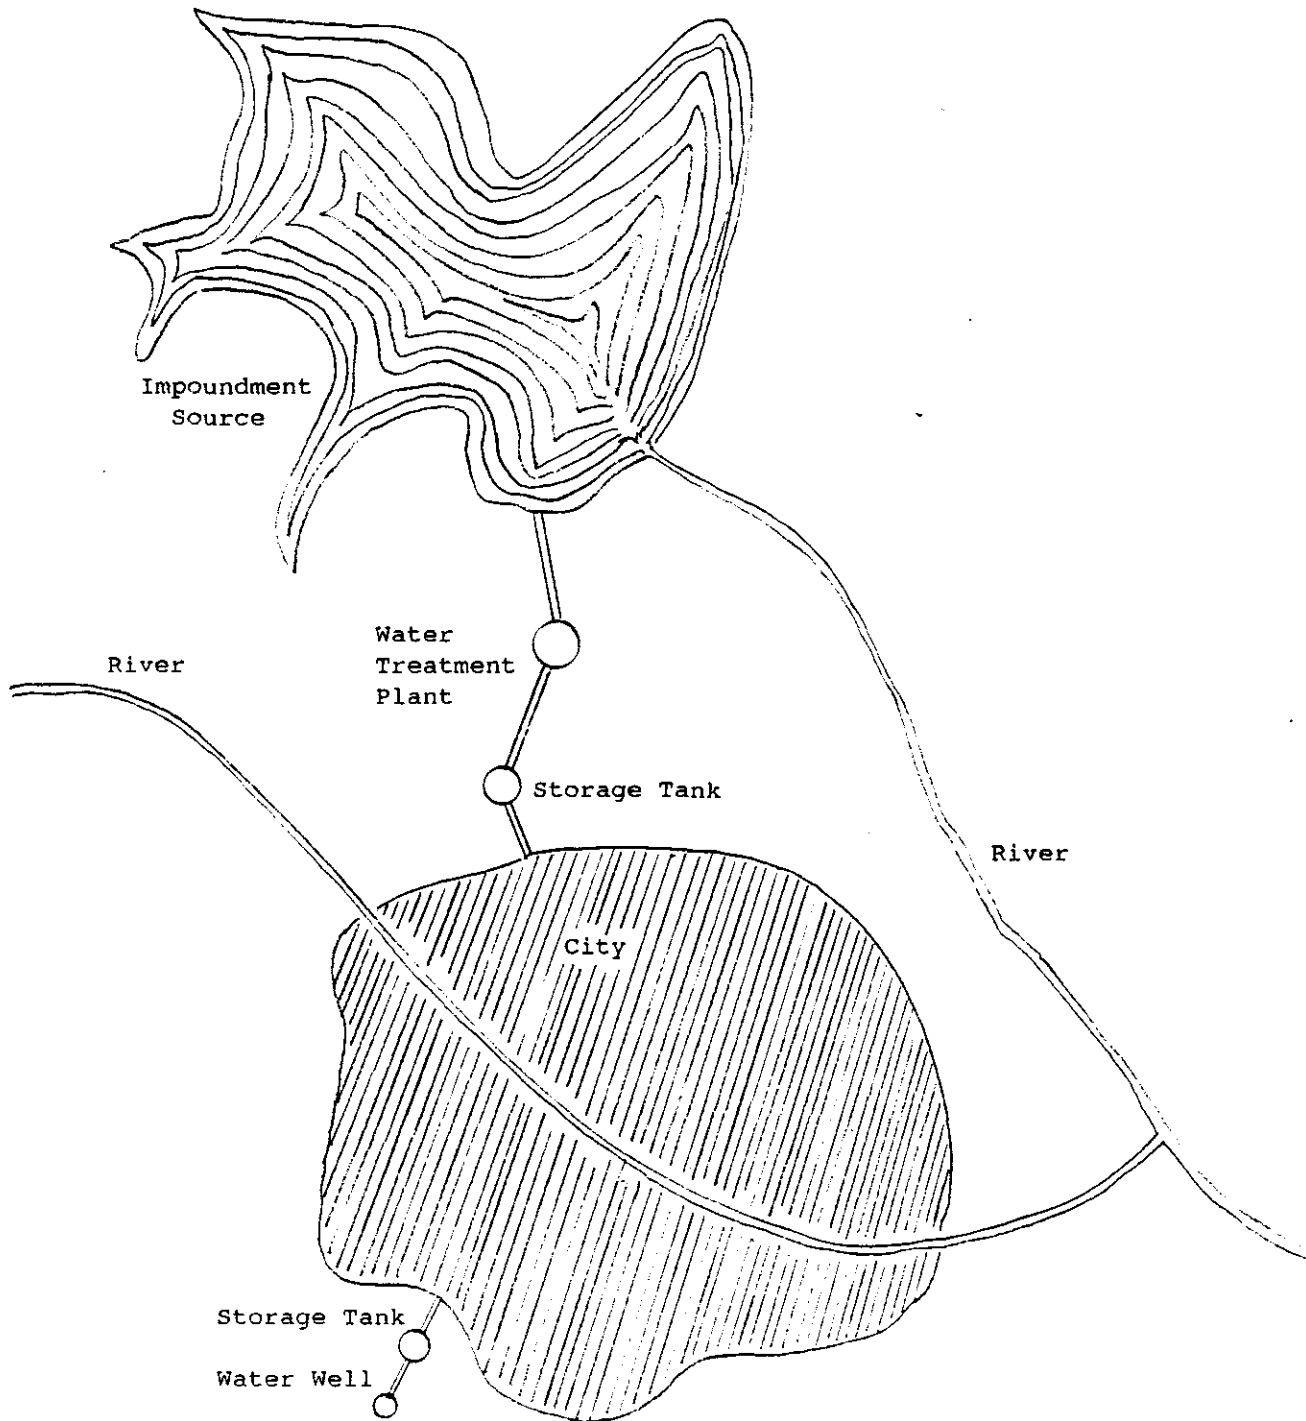 Impoundment
Source
Water
Treatment
Plant
River
Storage Tank
River
City
Storage Tank
Water Well